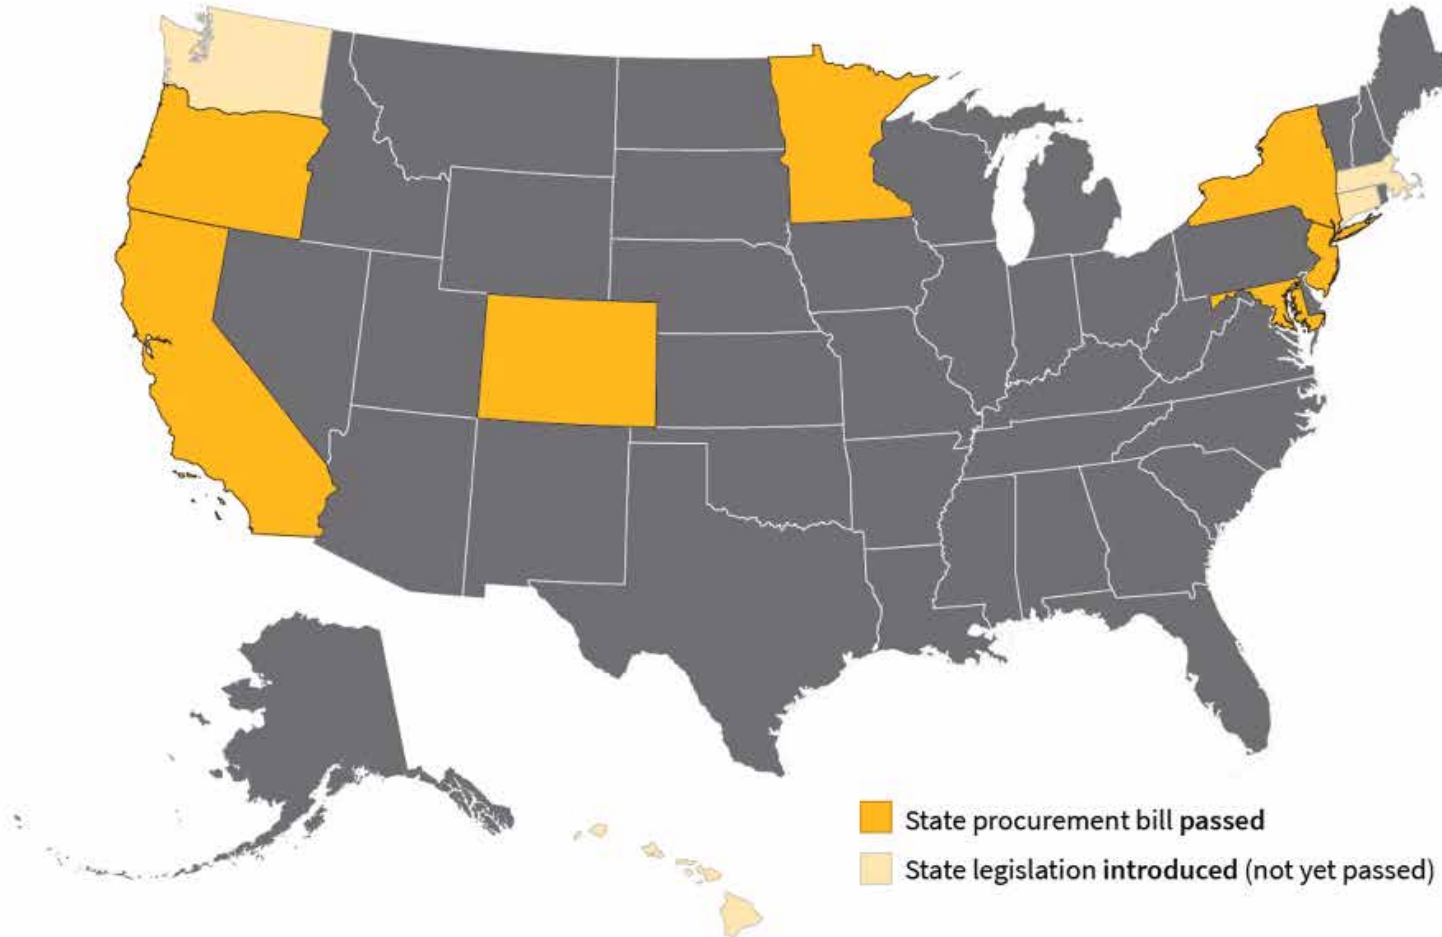 State procurement bill passed
State legislation introduced (not yet passed)